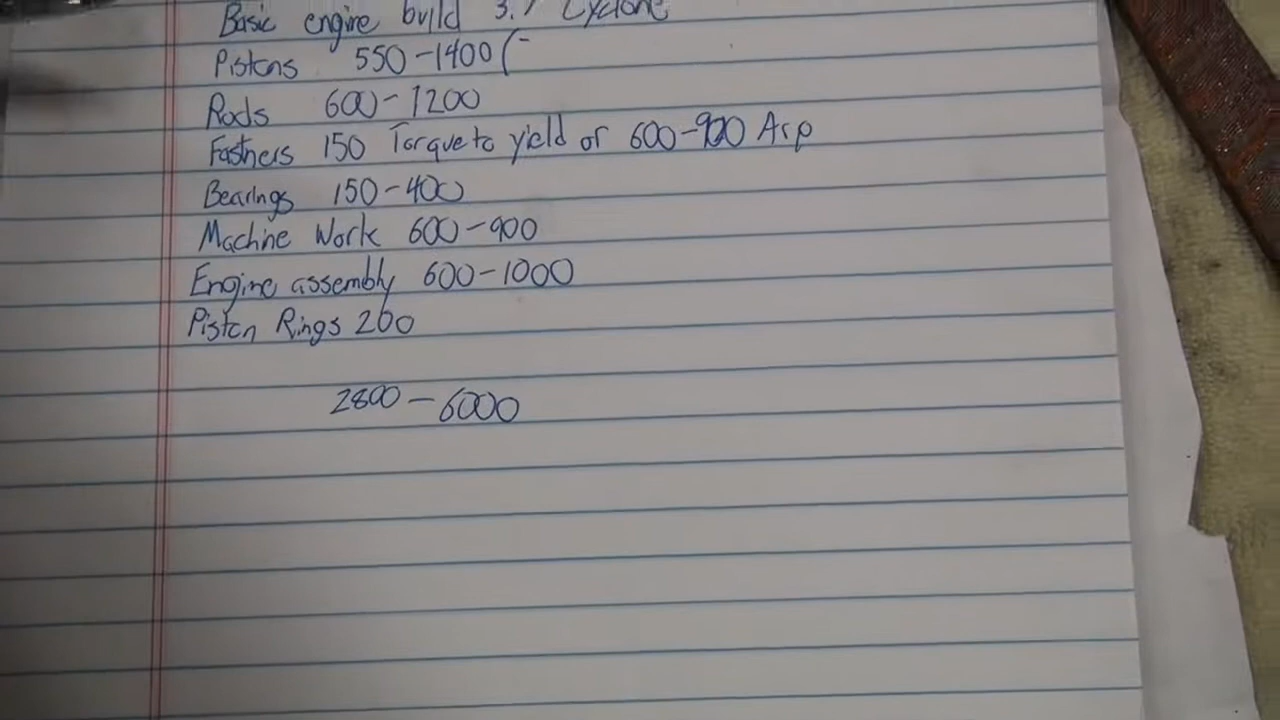 Basic engine build 3.7 Cyclone
Pistons 550-1400 (-
Rods 600-1200
Fastners 150 Torque to yield or 600-900 Arp
Bearings 150-400
Machine Work 600-900
Engine assembly 600-1000
Piston Rings 200
2800-6000